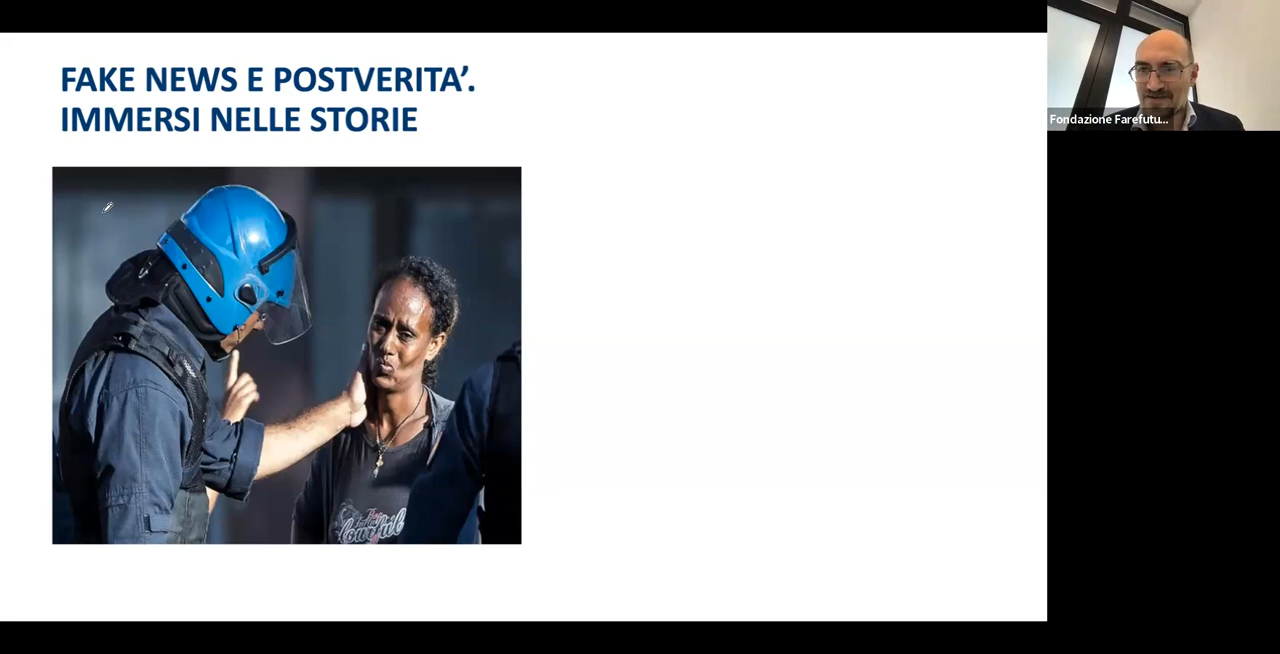 FAKE NEWS E POSTVERITA’.
IMMERSI NELLE STORIE
Fondazione Farefutu...